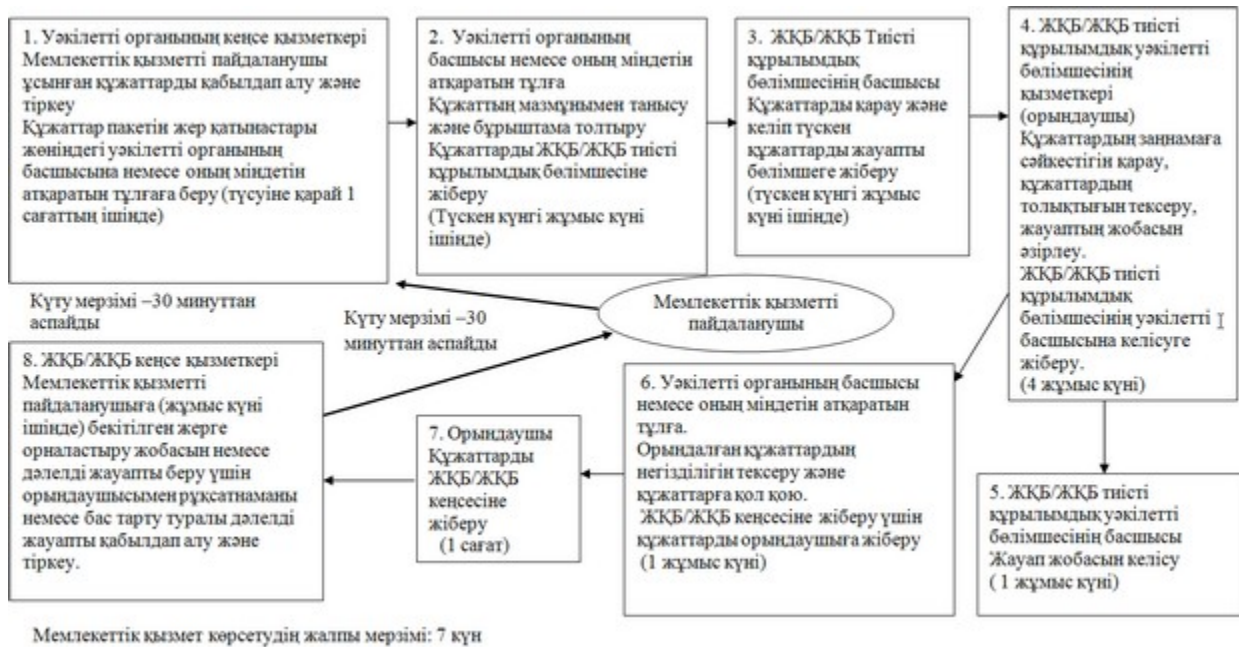 1. Уәкілетті органының кеңсе қызметкері
Мемлекеттік қызметті пайдаланушы
ұсынған құжаттарды қабылдап алу және
тіркеу
Құжаттар пакетін жер қатынастары
жөніндегі уәкілетті органының
басшысына немесе оның міндетін
атқаратын тұлғаға беру (түсуіне қарай 1
сағаттың ішінде)
2. Уәкілетті органының
басшысы немесе оның міндетін
атқаратын тұлға
Құжаттың мазмұнымен танысу
және бұрыштама толтыру
Құжаттарды ЖҚБ/ЖҚБ тиісті
құрылымдық бөлімшесіне
жіберу
(Түскен күнгі жұмыс күні
ішінде)
3. ЖҚБ/ЖҚБ Тиісті
құрылымдық
бөлімшесінің басшысы
Құжаттарды қарау және
келіп түскен
құжаттарды жауапты
бөлімшеге жіберу
(түскен күнгі жұмыс
күні ішінде)
4. ЖҚБ/ЖҚБ тиісті
құрылымдық уәкілетті
бөлімшесінің
қызметкері
(орындаушы)
Құжаттардың заңнамаға
сәйкестігін қарау,
құжаттардың
толықтығын тексеру,
жауаптың жобасын
әзірлеу.
ЖҚБ/ЖҚБ тиісті
құрылымдық
бөлімшесінің уәкілетті
басшысына келісуге
жіберу.
(4 жұмыс күні)
Күту мерзімі –30 минуттан
аспайды
Күту мерзімі –30
минуттан аспайды
Мемлекеттік қызметті
пайдаланушы
8. ЖҚБ/ЖҚБ кеңсе қызметкері
Мемлекеттік қызметті
пайдаланушыға (жұмыс күні
ішінде) бекітілген жерге
орналастыру жобасын немесе
дәлелді жауапты беру үшін
орындаушысымен рұқсатнаманы
немесе бас тарту туралы дәлелді
жауапты қабылдап алу және
тіркеу.
7. Орындаушы
Құжаттарды
ЖҚБ/ЖҚБ
кеңсесіне
жіберу
(1 сағат)
6. Уәкілетті органының басшысы
немесе оның міндетін атқаратын
тұлға.
Орындалған құжаттардың
негізділігін тексеру және
құжаттарға қол қою.
ЖҚБ/ЖҚБ кеңсесіне жіберу үшін
құжаттарды орындаушыға жіберу
(1 жұмыс күні)
5. ЖҚБ/ЖҚБ тиісті
құрылымдық уәкілетті
бөлімшесінің басшысы
Жауап жобасын келісу
( 1 жұмыс күні)
Мемлекеттік қызмет көрсетудің жалпы мерзімі: 7 күн